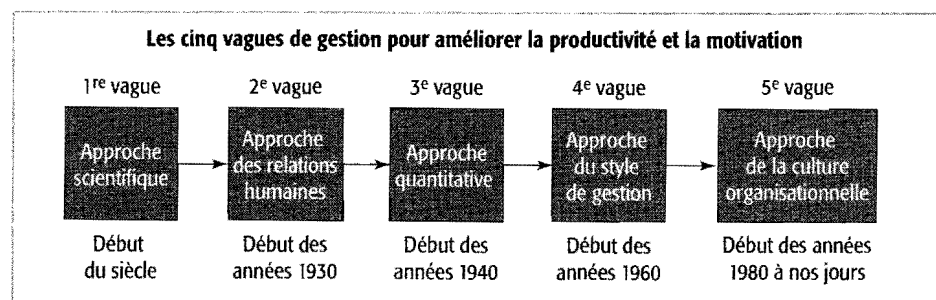 Les cinq vagues de gestion pour améliorer la productivité et la motivation
1re vague
2e vague
3e vague
4e vague
5e vague
Approche
scientifique
Approche
des relations
humaines
Approche
quantitative
Approche
du style
de gestion
Approche
de la culture
organisationnelle
Début
du siècle
Début des
années 1930
Début des
années 1940
Début des
années 1960
Début des années
1980 à nos jours